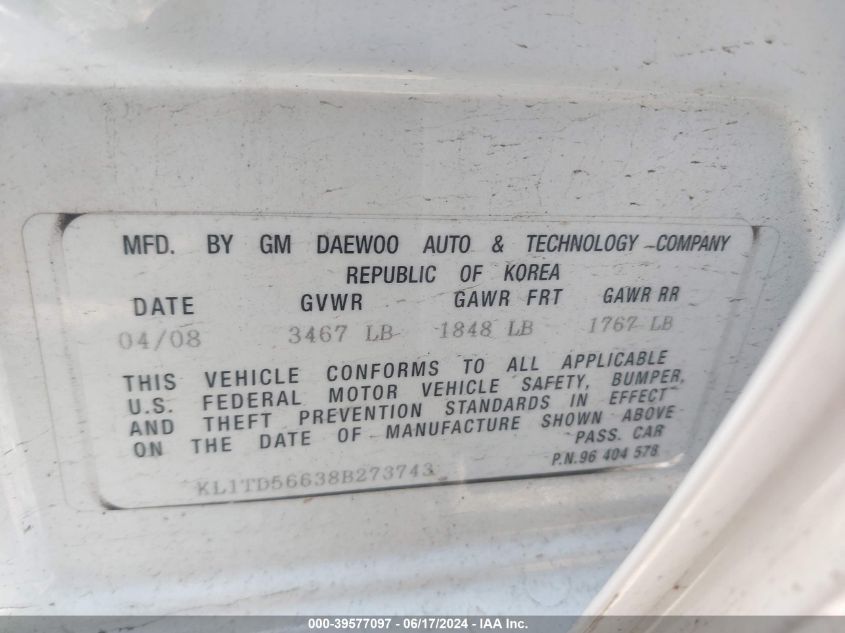 MFD. BY GM DAEWOO AUTO & TECHNOLOGY COMPANY
REPUBLIC OF KOREA
DATE GVWR GAWR FRT GAWR RR
04/08 3467 LB 1848 LB 1767 LB
THIS VEHICLE CONFORMS TO ALL APPLICABLE
U.S. FEDERAL MOTOR VEHICLE SAFETY, BUMPER,
AND THEFT PREVENTION STANDARDS IN EFFECT
ON THE DATE OF MANUFACTURE SHOWN ABOVE
PASS. CAR
KL1TD56638B273743 P.N.96 404 578
000-39577097 - 06/17/2024 - IAA Inc.